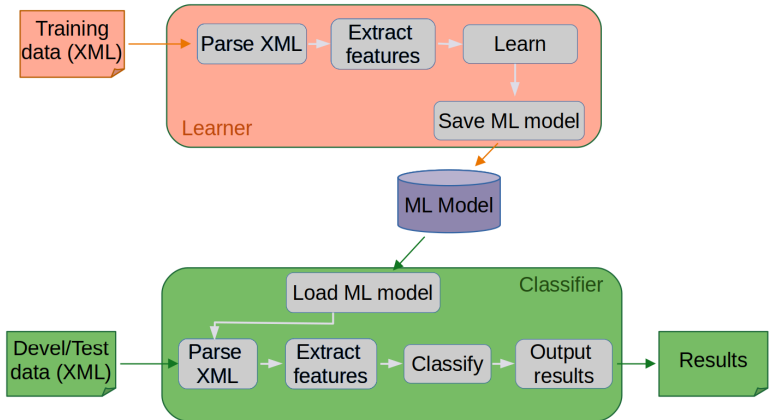 Training
data (XML)
Parse XML
Extract
features
Learn
Save ML model
Learner
ML Model
Classifier
Load ML model
Devel/Test
data (XML)
Parse
XML
Extract
features
Classify
Output
results
Results